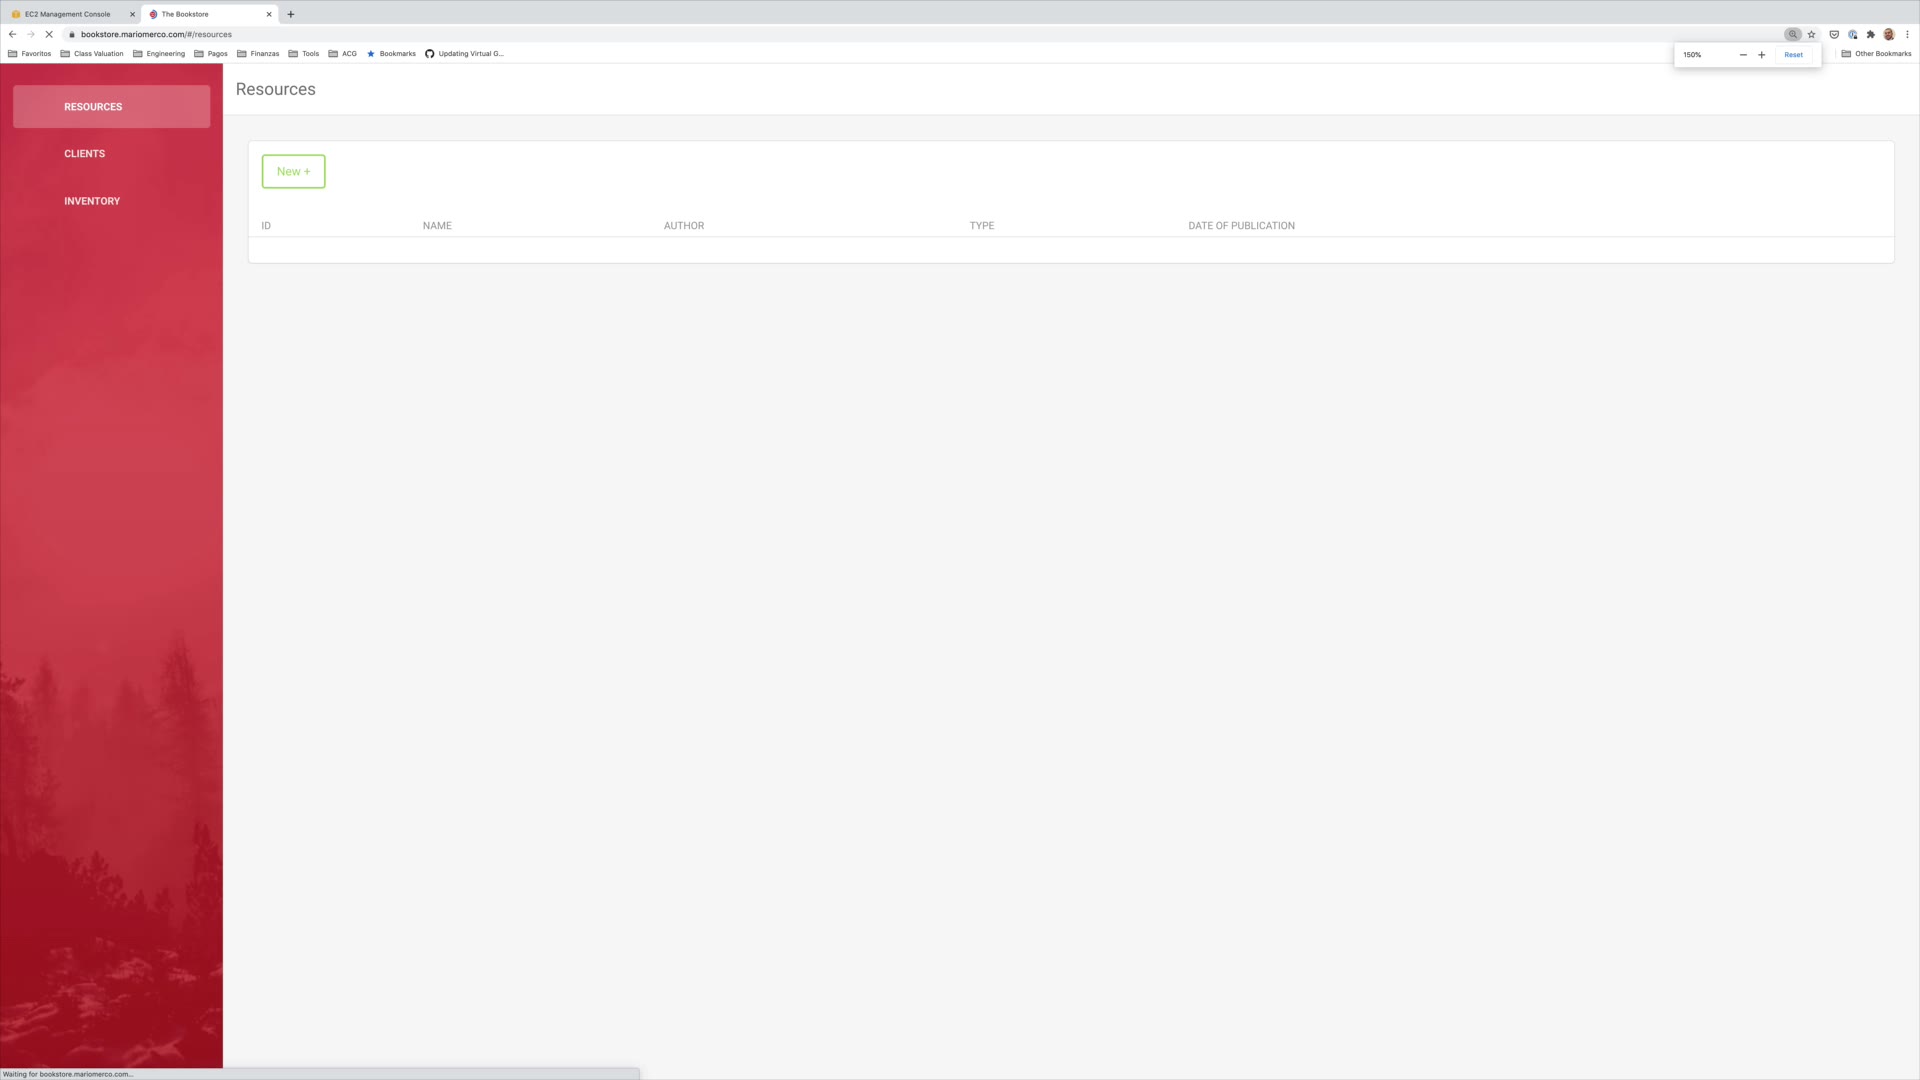 EC2 Management Console
The Bookstore
bookstore.mariomerco.com/#/resources
Favoritos Class Valuation Engineering Pagos Finanzas Tools ACG Bookmarks Updating Virtual G... Other Bookmarks
150% Reset
RESOURCES
CLIENTS
INVENTORY
Resources
New +
ID NAME AUTHOR TYPE DATE OF PUBLICATION
Waiting for bookstore.mariomerco.com...